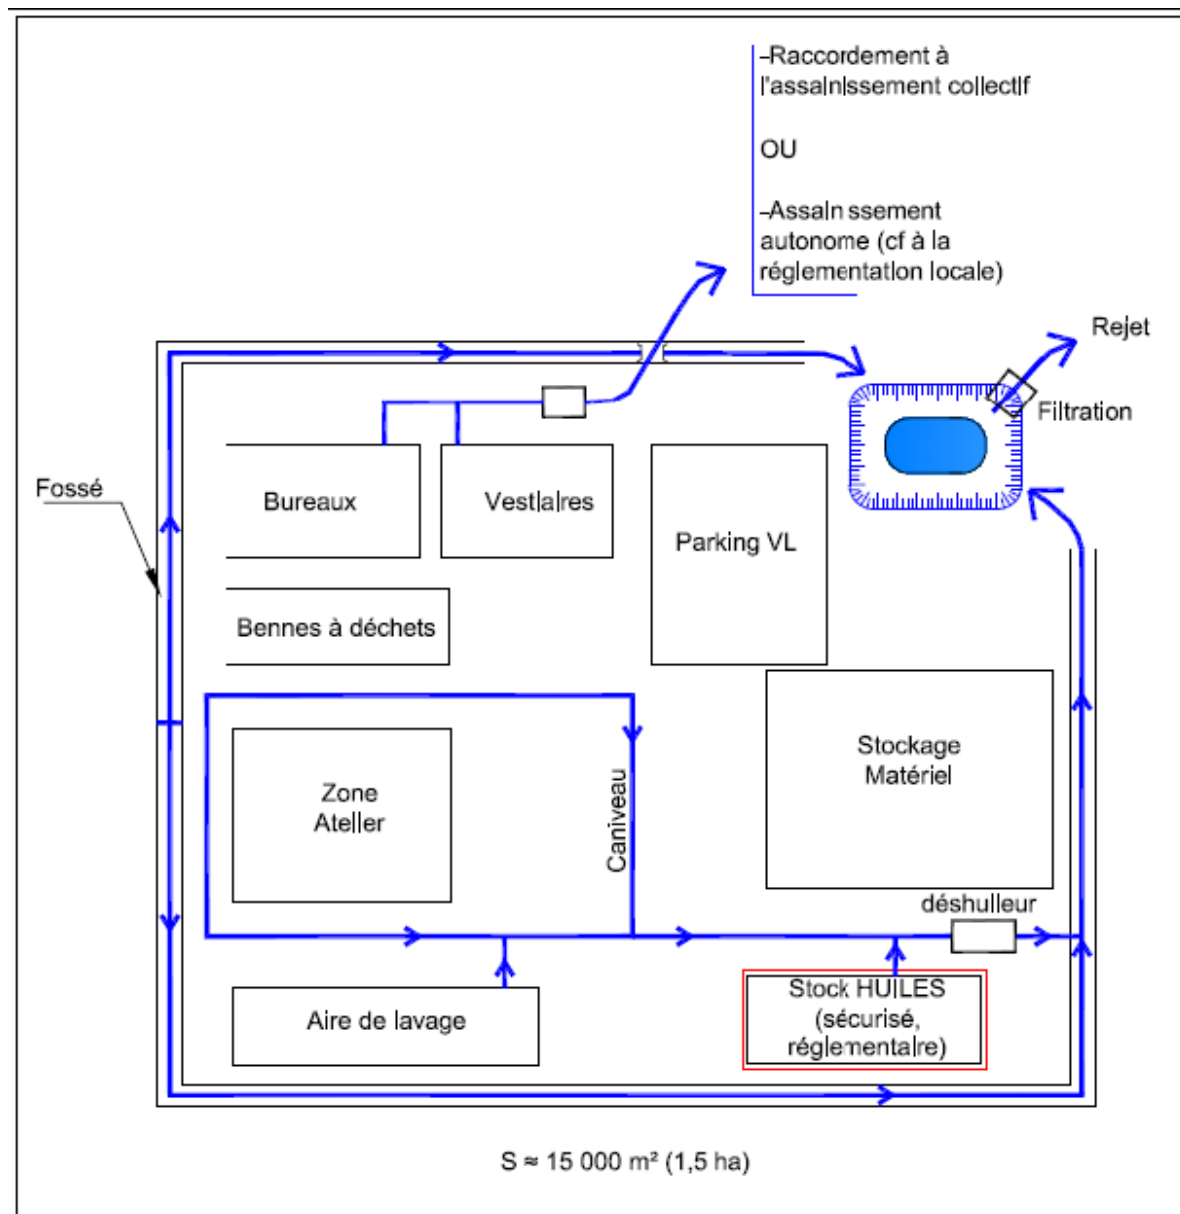 -Raccordement à
l'assainissement collectif
OU
-Assainissement
autonome (cf à la
réglementation locale)
Rejet
Filtration
Fossé
Bureaux
Vestiaires
Parking VL
Bennes à déchets
Stockage
Matériel
Zone
Atelier
Caniveau
déshuileur
Stock HUILES
(sécurisé,
réglementaire)
Aire de lavage
S ≈ 15 000 m² (1,5 ha)